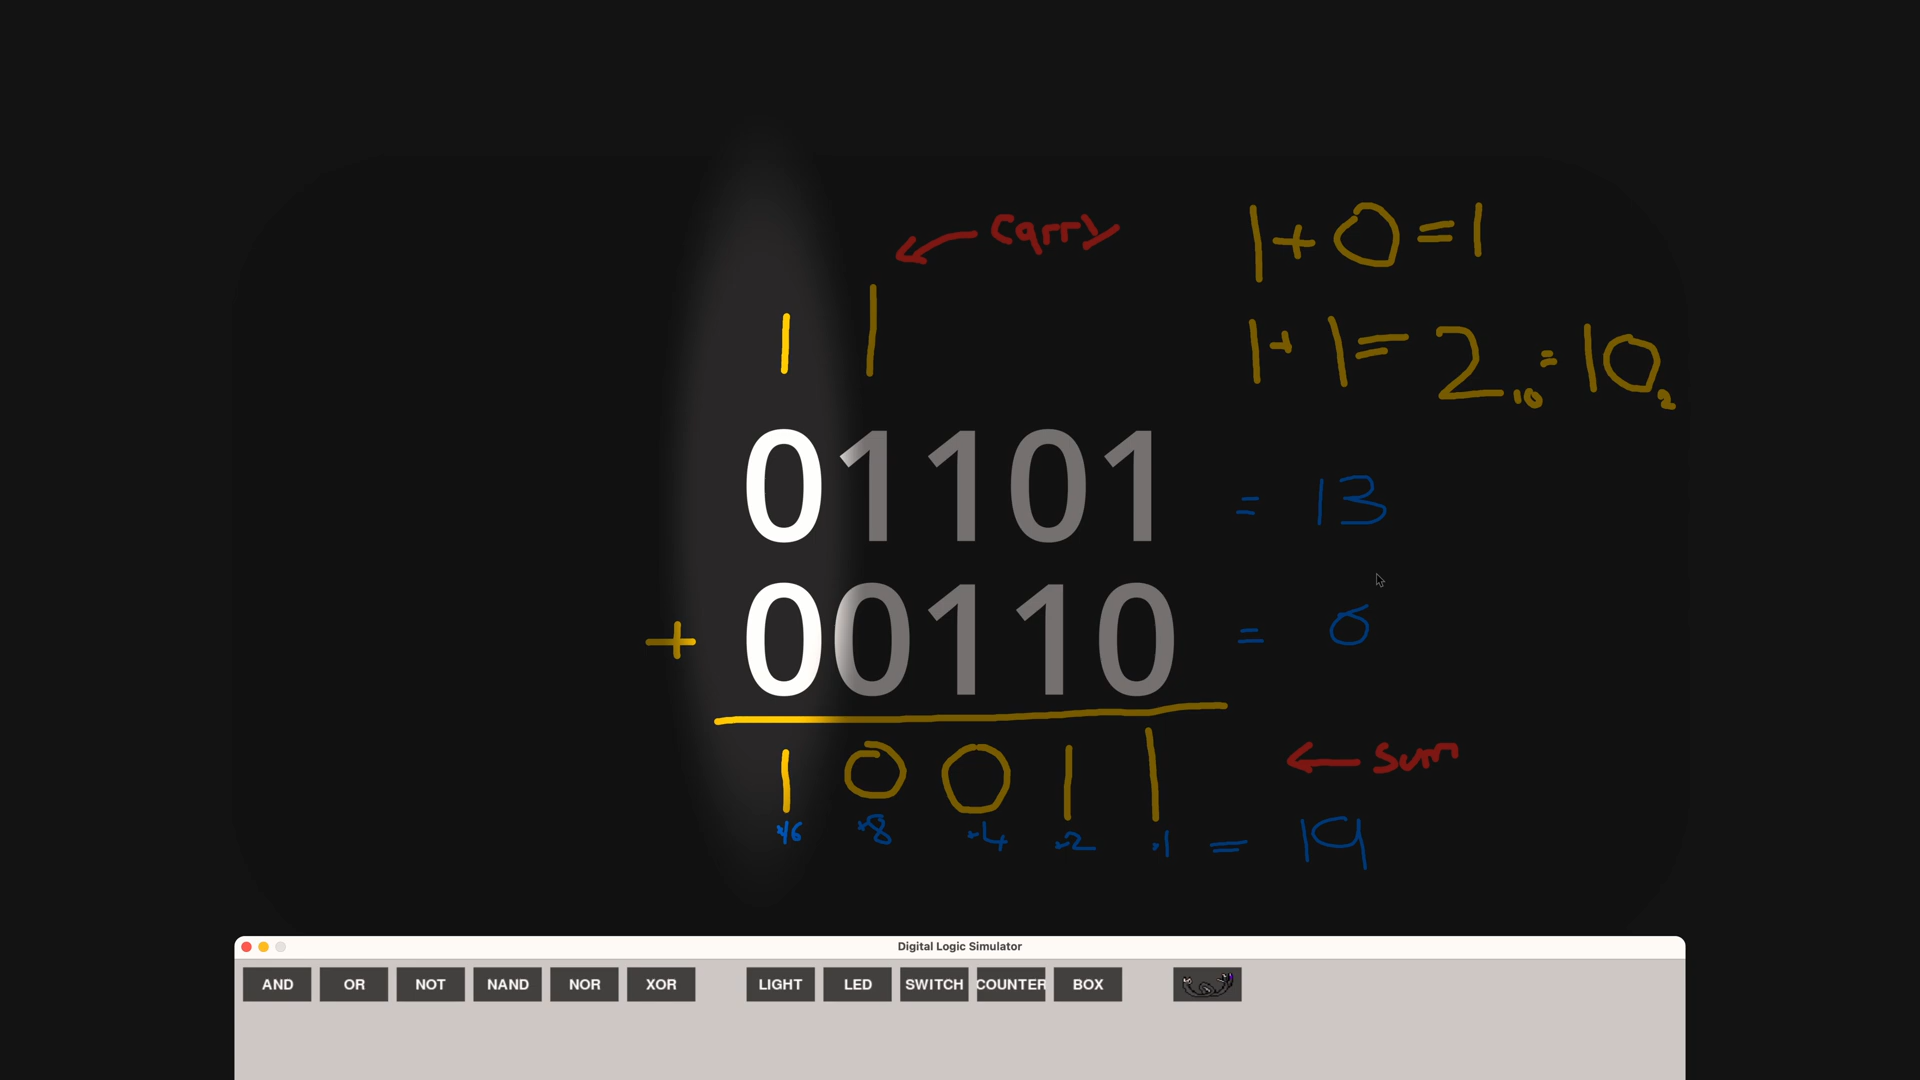 Carry
1+0=1
1 1
1+1=2₁₀=10₂
01101 = 13
+ 00110 = 6
1 0 0 1 1 ← Sum
×16 ×8 ×4 ×2 ×1 = 19
Digital Logic Simulator
AND OR NOT NAND NOR XOR LIGHT LED SWITCH COUNTER BOX